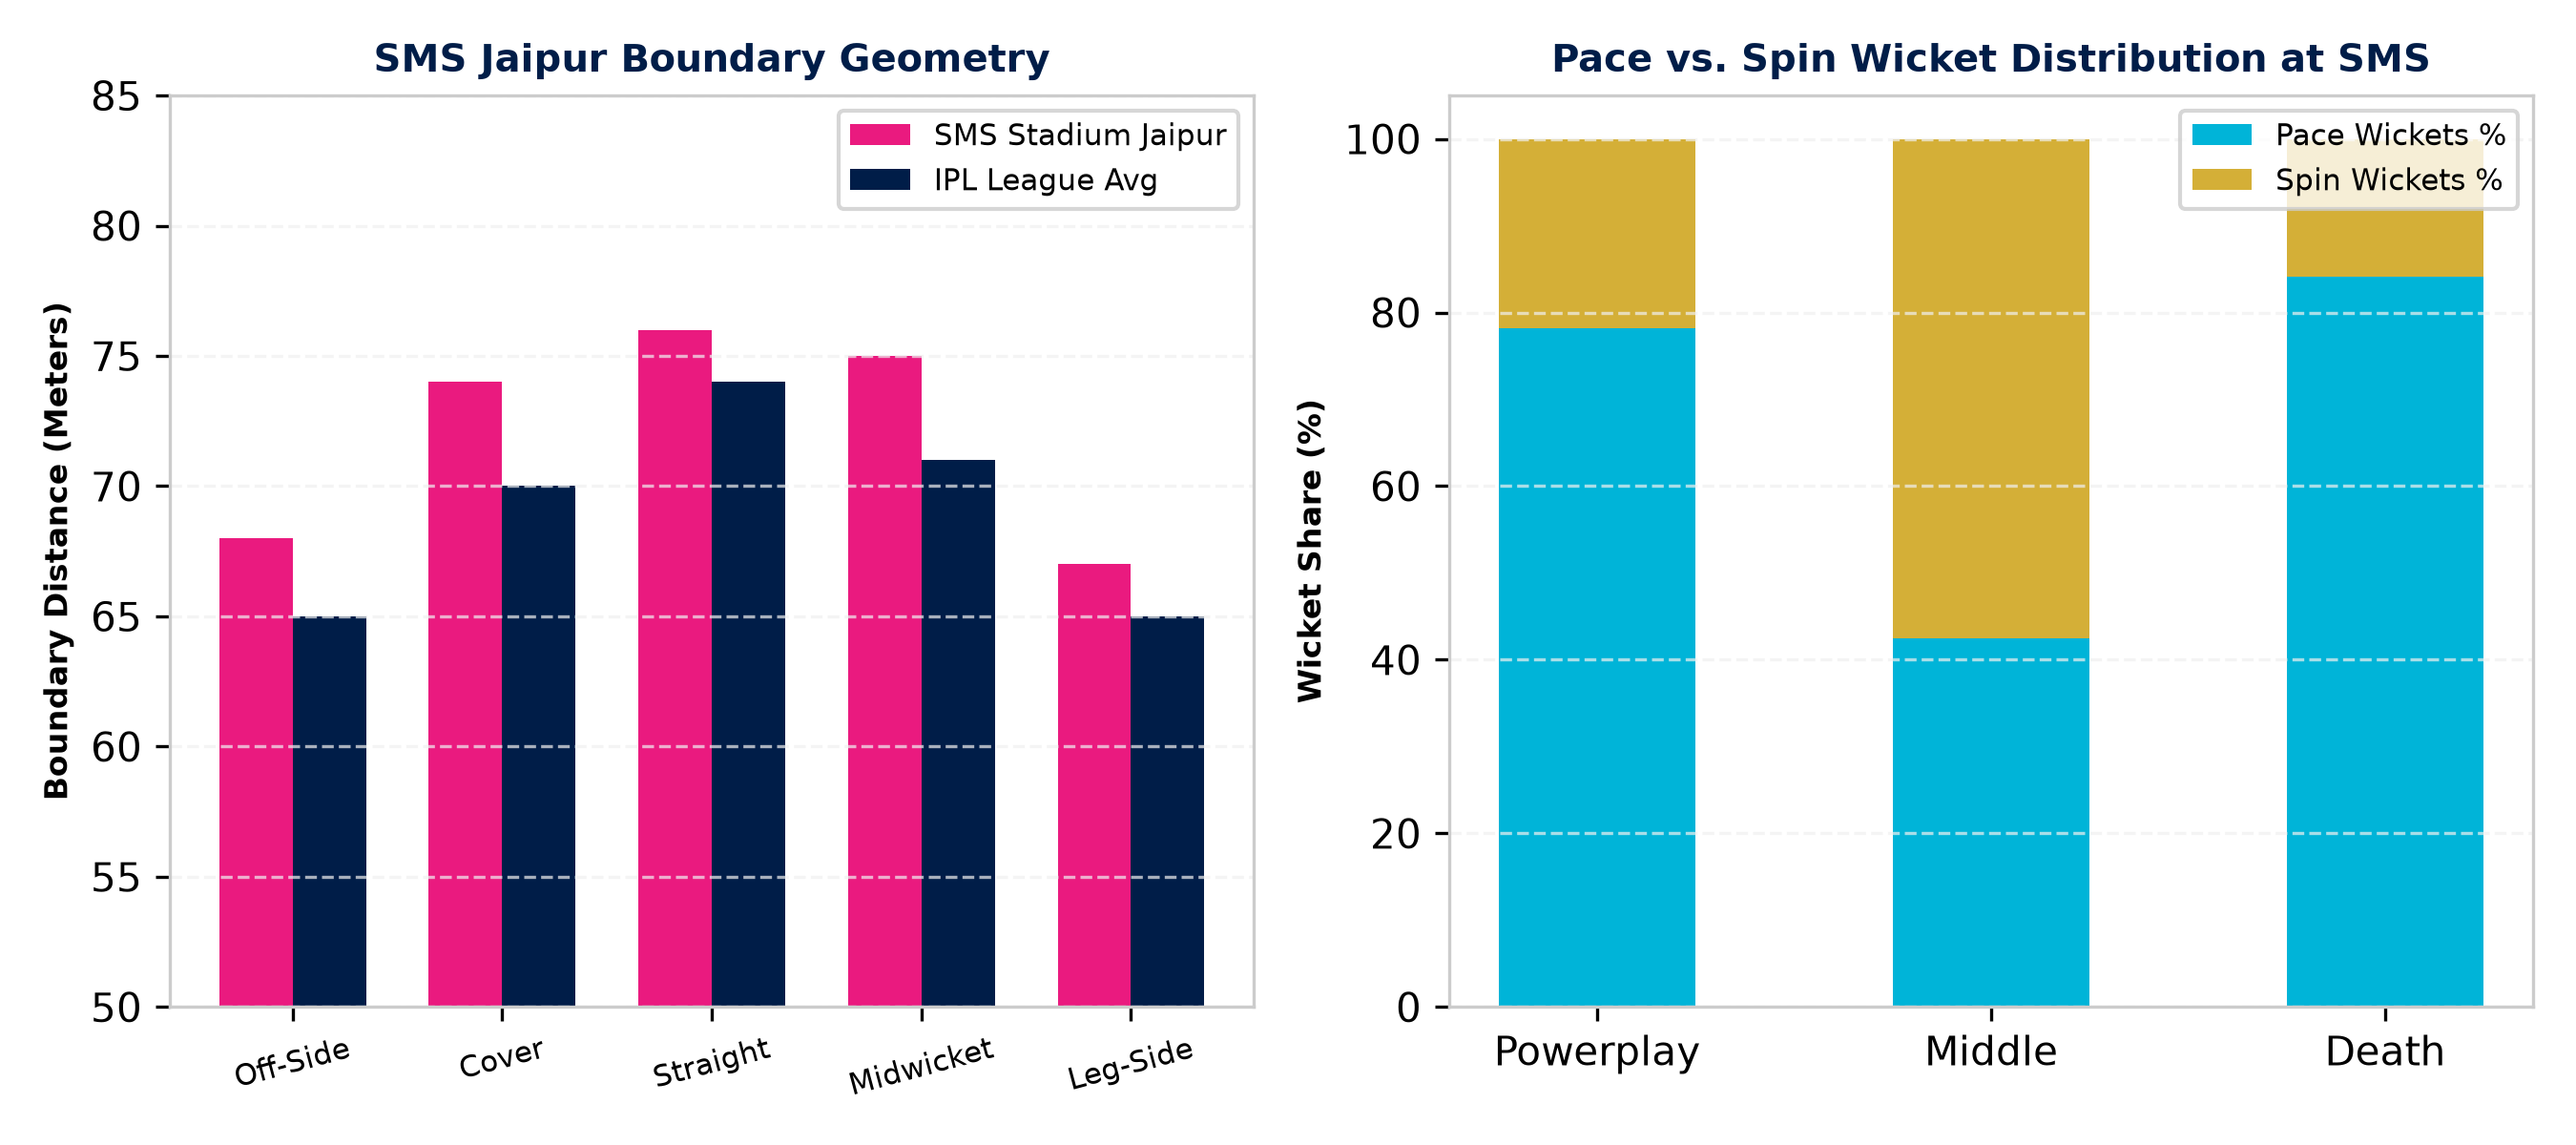 SMS Jaipur Boundary Geometry
Boundary Distance (Meters)
85
80
75
70
65
60
55
50
SMS Stadium Jaipur
IPL League Avg
Off-Side
Cover
Straight
Midwicket
Leg-Side
Pace vs. Spin Wicket Distribution at SMS
Wicket Share (%)
100
80
60
40
20
0
Pace Wickets %
Spin Wickets %
Powerplay
Middle
Death